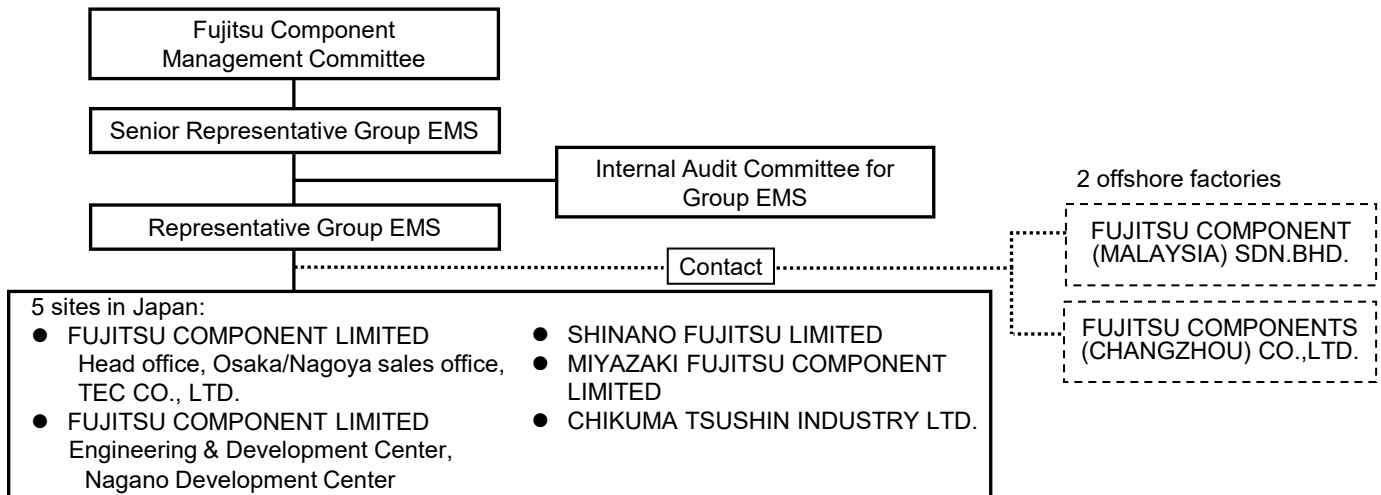 Fujitsu Component
Management Committee
Senior Representative Group EMS
Internal Audit Committee for
Group EMS
Representative Group EMS
Contact
2 offshore factories
FUJITSU COMPONENT
(MALAYSIA) SDN.BHD.
FUJITSU COMPONENTS
(CHANGZHOU) CO.,LTD.
5 sites in Japan:
● FUJITSU COMPONENT LIMITED
Head office, Osaka/Nagoya sales office,
TEC CO., LTD.
● FUJITSU COMPONENT LIMITED
Engineering & Development Center,
Nagano Development Center
● SHINANO FUJITSU LIMITED
● MIYAZAKI FUJITSU COMPONENT
LIMITED
● CHIKUMA TSUSHIN INDUSTRY LTD.